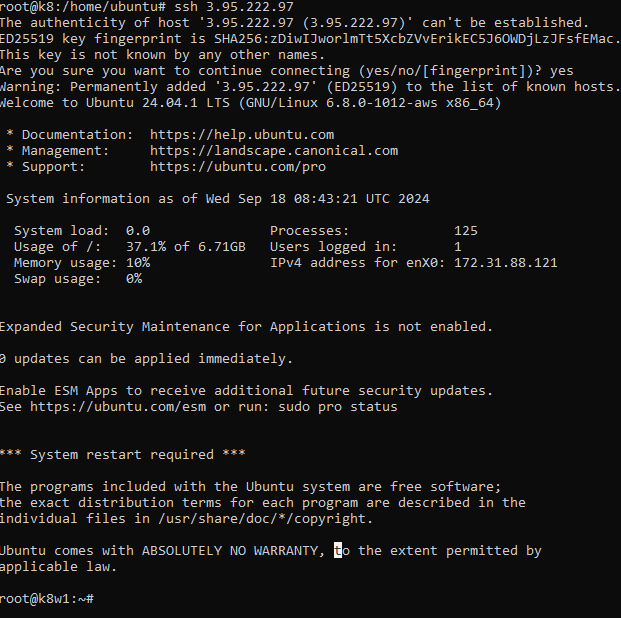 root@k8:/home/ubuntu# ssh 3.95.222.97
The authenticity of host '3.95.222.97 (3.95.222.97)' can't be established.
ED25519 key fingerprint is SHA256:zDiwIJworlmTt5XcbZVvErikEC5J6OWDjLzJFsfEMac.
This key is not known by any other names.
Are you sure you want to continue connecting (yes/no/[fingerprint])? yes
Warning: Permanently added '3.95.222.97' (ED25519) to the list of known hosts.
Welcome to Ubuntu 24.04.1 LTS (GNU/Linux 6.8.0-1012-aws x86_64)

 * Documentation:  https://help.ubuntu.com
 * Management:     https://landscape.canonical.com
 * Support:        https://ubuntu.com/pro

 System information as of Wed Sep 18 08:43:21 UTC 2024

  System load:  0.0               Processes:             125
  Usage of /:   37.1% of 6.71GB   Users logged in:       1
  Memory usage: 10%               IPv4 address for enX0: 172.31.88.121
  Swap usage:   0%

Expanded Security Maintenance for Applications is not enabled.

0 updates can be applied immediately.

Enable ESM Apps to receive additional future security updates.
See https://ubuntu.com/esm or run: sudo pro status

*** System restart required ***

The programs included with the Ubuntu system are free software;
the exact distribution terms for each program are described in the
individual files in /usr/share/doc/*/copyright.

Ubuntu comes with ABSOLUTELY NO WARRANTY, to the extent permitted by
applicable law.

root@k8w1:~#